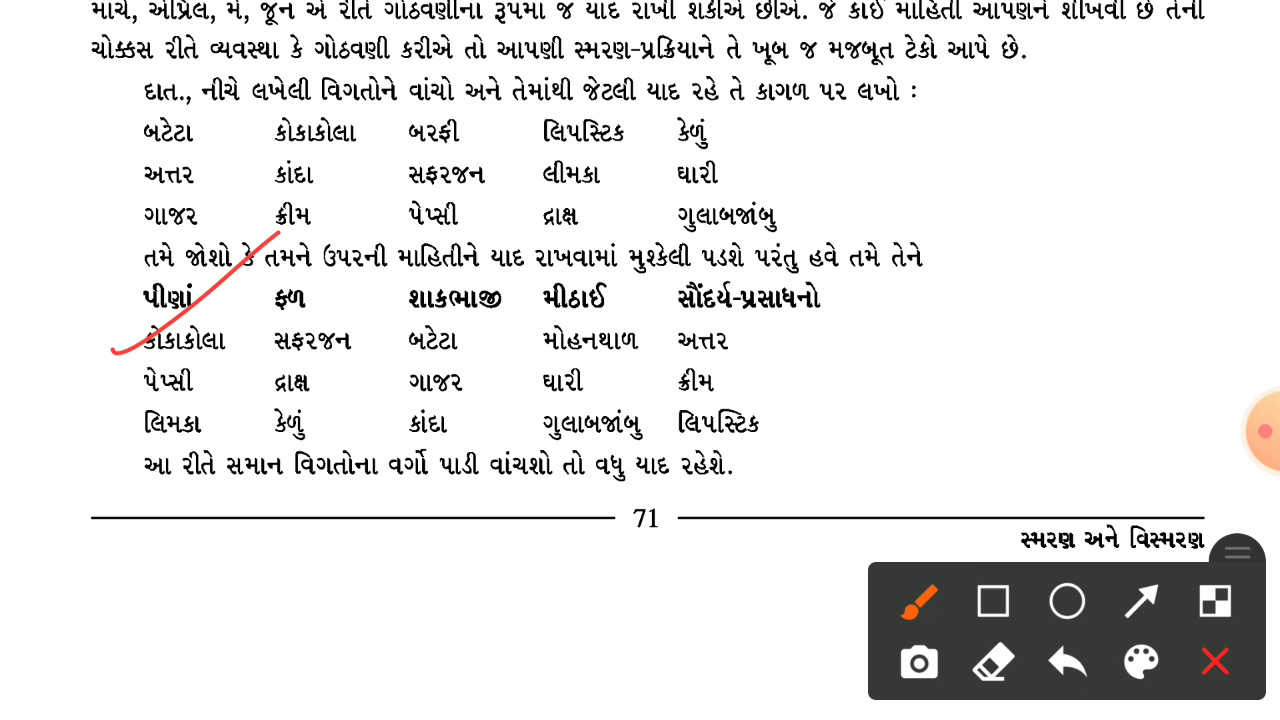 માર્ચ, એપ્રિલ, મે, જૂન એ રીતે ગોઠવણીના રૂપમાં જ યાદ રાખી શકીએ છીએ. જે કાંઈ માહિતી આપણને શીખવી છે તેની
ચોક્કસ રીતે વ્યવસ્થા કે ગોઠવણી કરીએ તો આપણી સ્મરણ-પ્રક્રિયાને તે ખૂબ જ મજબૂત ટેકો આપે છે.
દાત., નીચે લખેલી વિગતોને વાંચો અને તેમાંથી જેટલી યાદ રહે તે કાગળ પર લખો :
બટેટા કોકાકોલા બરફી લિપસ્ટિક કેળું
અત્તર કાંદા સફરજન લીમકા ઘારી
ગાજર ક્રીમ પેપ્સી દ્રાક્ષ ગુલાબજાંબુ
તમે જોશો કે તમને ઉપરની માહિતીને યાદ રાખવામાં મુશ્કેલી પડશે પરંતુ હવે તમે તેને
પીણાં ફળ શાકભાજી મીઠાઈ સૌંદર્ય-પ્રસાધનો
કોકાકોલા સફરજન બટેટા મોહનથાળ અત્તર
પેપ્સી દ્રાક્ષ ગાજર ઘારી ક્રીમ
લિમકા કેળું કાંદા ગુલાબજાંબુ લિપસ્ટિક
આ રીતે સમાન વિગતોના વર્ગો પાડી વાંચશો તો વધુ યાદ રહેશે.
71
સ્મરણ અને વિસ્મરણ